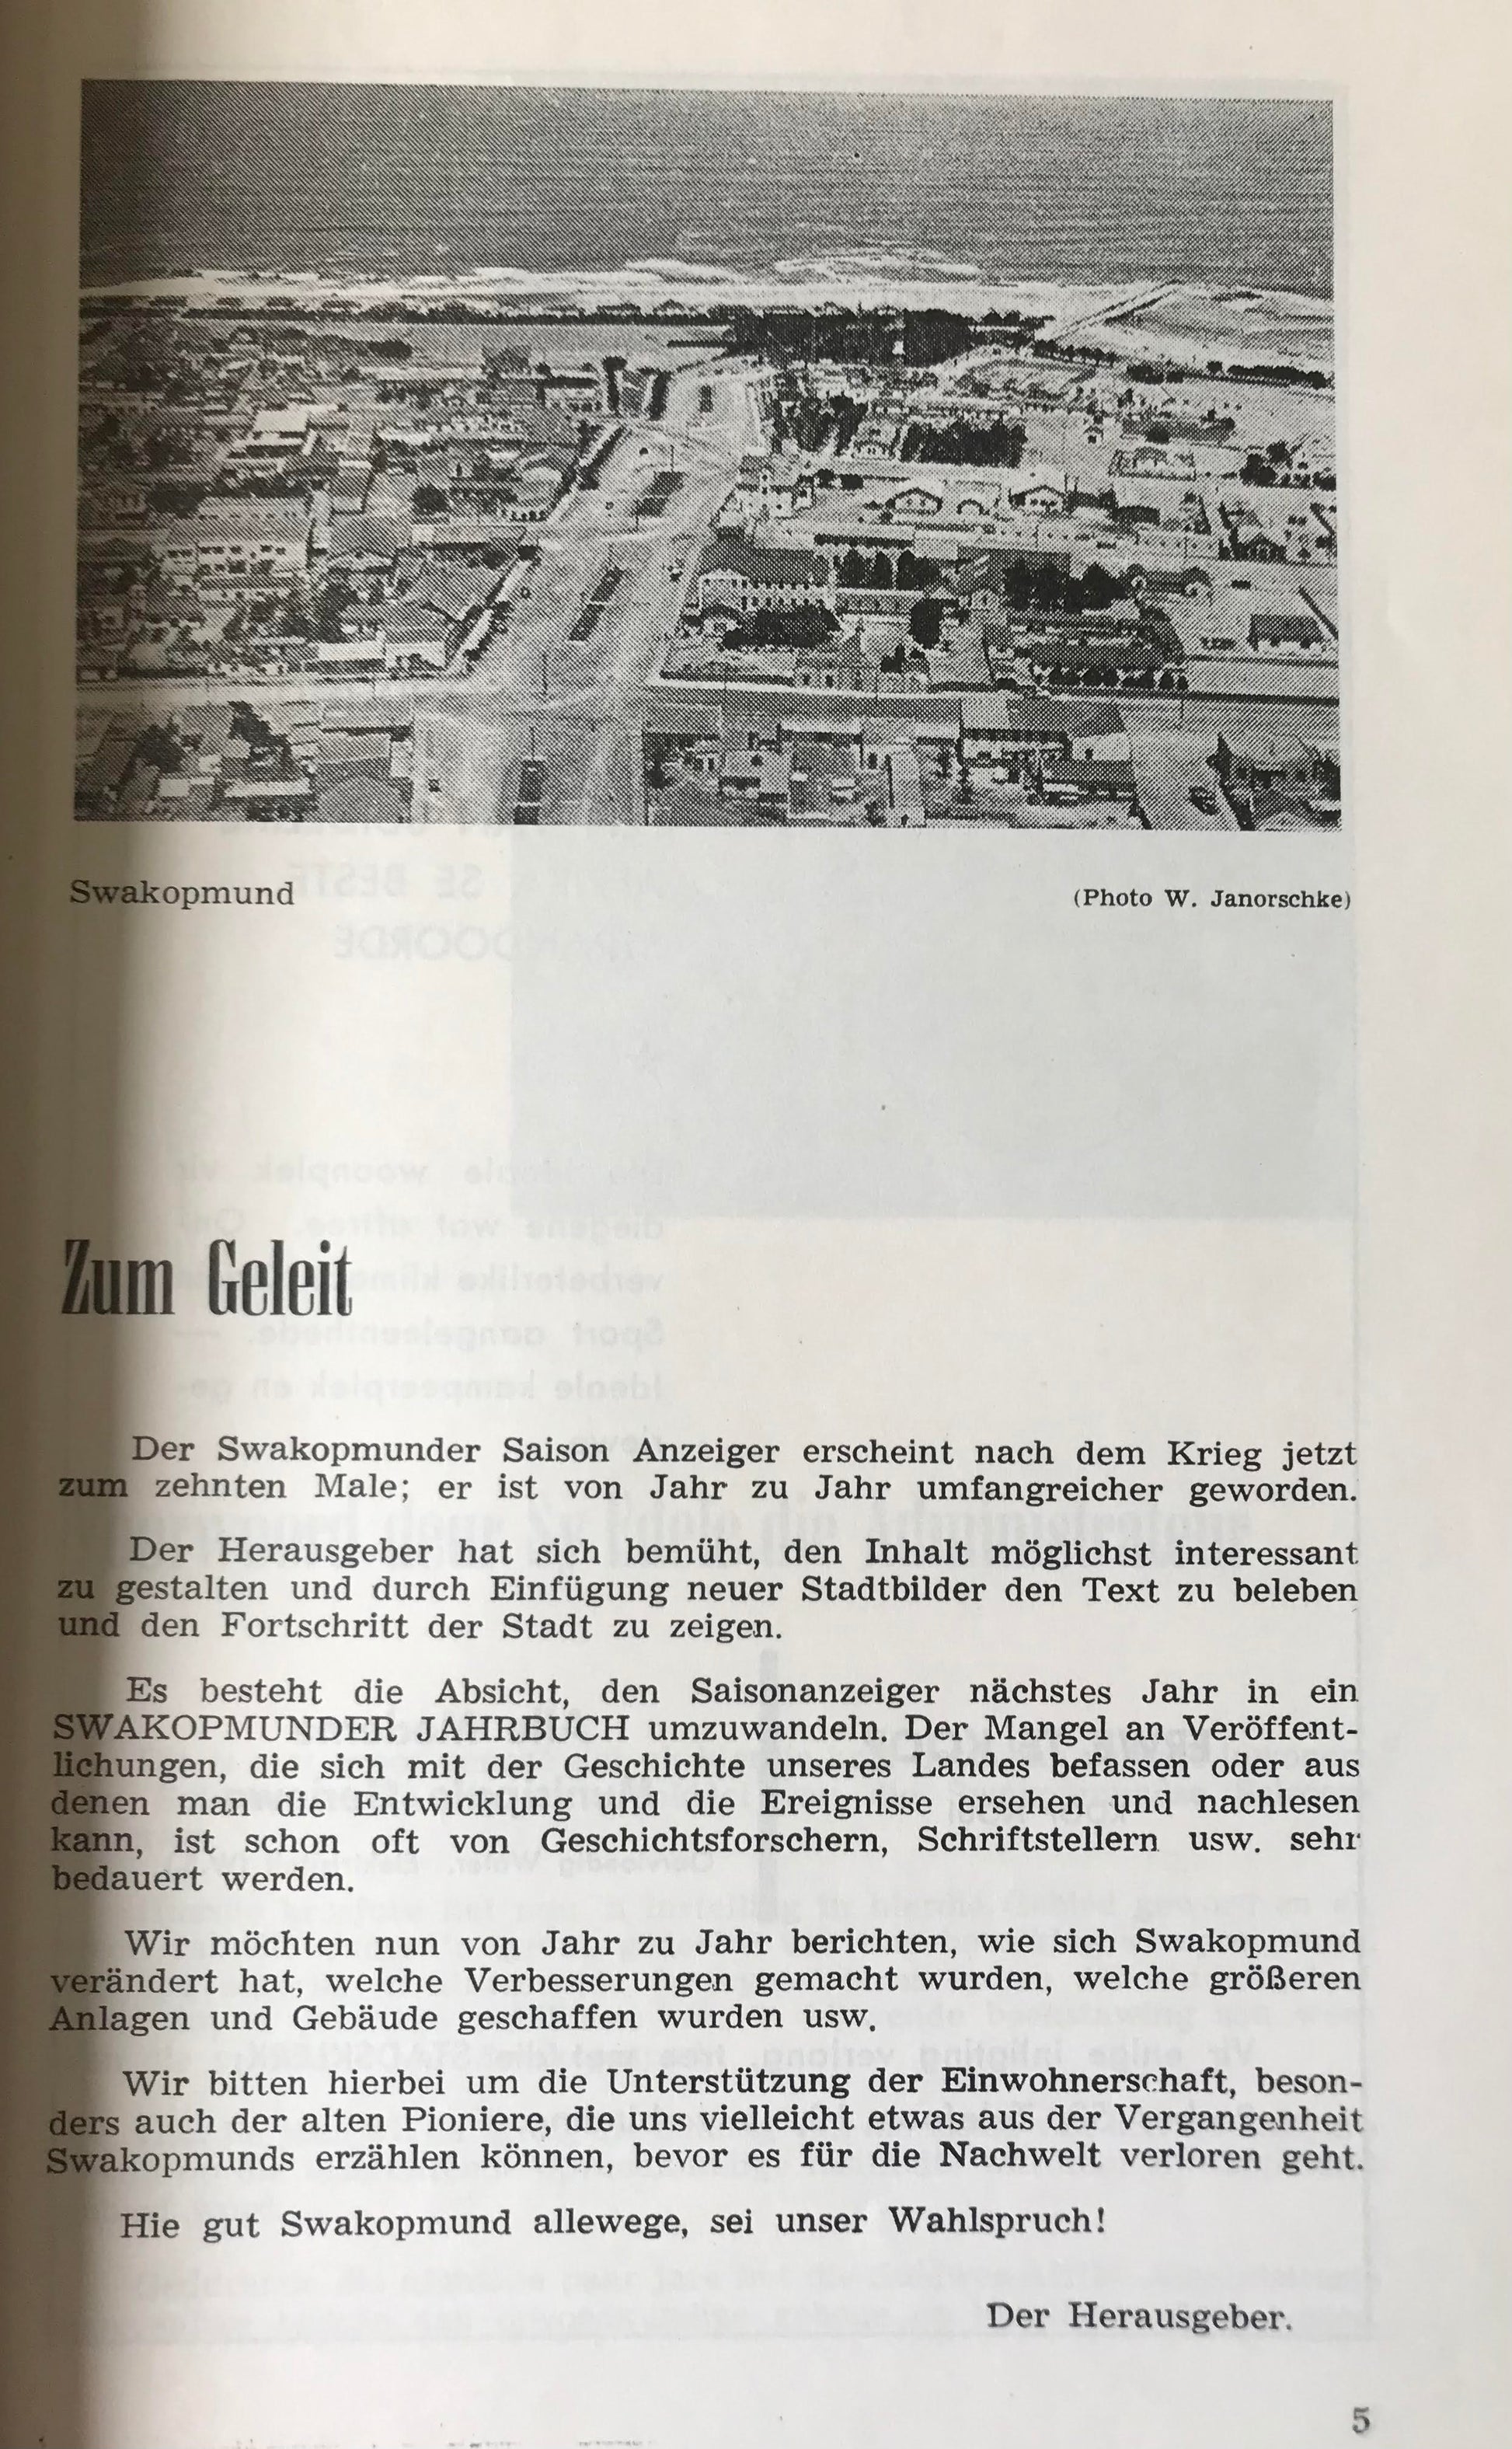 Swakopmund
(Photo W. Janorschke)
Zum Geleit
Der Swakopmunder Saison Anzeiger erscheint nach dem Krieg jetzt
zum zehnten Male; er ist von Jahr zu Jahr umfangreicher geworden.
Der Herausgeber hat sich bemüht, den Inhalt möglichst interessant
zu gestalten und durch Einfügung neuer Stadtbilder den Text zu beleben
und den Fortschritt der Stadt zu zeigen.
Es besteht die Absicht, den Saisonanzeiger nächstes Jahr in ein
SWAKOPMUNDER JAHRBUCH umzuwandeln. Der Mangel an Veröffent-
lichungen, die sich mit der Geschichte unseres Landes befassen oder aus
denen man die Entwicklung und die Ereignisse ersehen und nachlesen
kann, ist schon oft von Geschichtsforschern, Schriftstellern usw. sehr
bedauert werden.
Wir möchten nun von Jahr zu Jahr berichten, wie sich Swakopmund
verändert hat, welche Verbesserungen gemacht wurden, welche größeren
Anlagen und Gebäude geschaffen wurden usw.
Wir bitten hierbei um die Unterstützung der Einwohnerschaft, beson-
ders auch der alten Pioniere, die uns vielleicht etwas aus der Vergangenheit
Swakopmunds erzählen können, bevor es für die Nachwelt verloren geht.
Hie gut Swakopmund allewege, sei unser Wahlspruch!
Der Herausgeber.
5